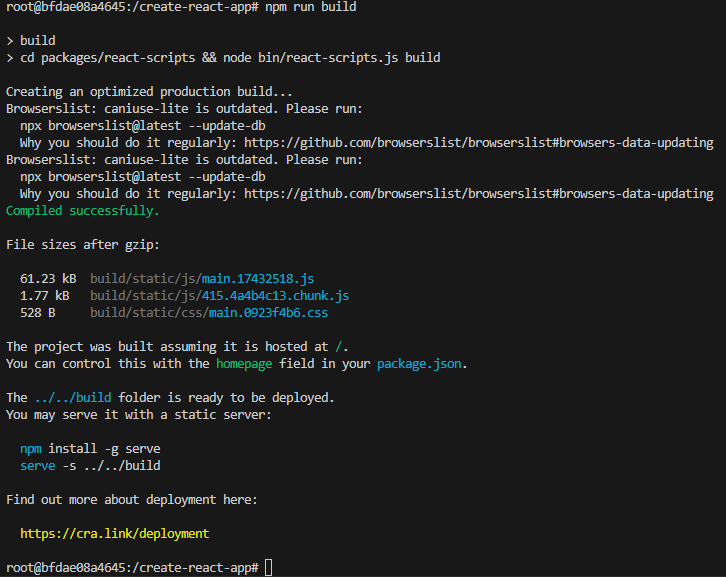 root@bfdae08a4645:/create-react-app# npm run build
> build
> cd packages/react-scripts && node bin/react-scripts.js build
Creating an optimized production build...
Browserslist: caniuse-lite is outdated. Please run:
  npx browserslist@latest --update-db
  Why you should do it regularly: https://github.com/browserslist/browserslist#browsers-data-updating
Browserslist: caniuse-lite is outdated. Please run:
  npx browserslist@latest --update-db
  Why you should do it regularly: https://github.com/browserslist/browserslist#browsers-data-updating
Compiled successfully.
File sizes after gzip:
  61.23 kB  build/static/js/main.17432518.js
  1.77 kB   build/static/js/415.4a4b4c13.chunk.js
  528 B     build/static/css/main.0923f4b6.css
The project was built assuming it is hosted at /.
You can control this with the homepage field in your package.json.
The ../../build folder is ready to be deployed.
You may serve it with a static server:
  npm install -g serve
  serve -s ../../build
Find out more about deployment here:
  https://cra.link/deployment
root@bfdae08a4645:/create-react-app#